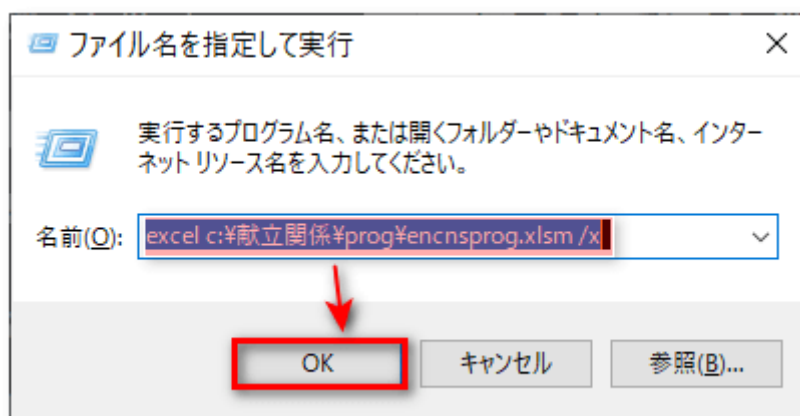 ファイル名を指定して実行
実行するプログラム名、または開くフォルダーやドキュメント名、インター
ネット リソース名を入力してください。
名前(O): excel c:¥献立関係¥prog¥encnsprog.xlsm /x
OK キャンセル 参照(B)...